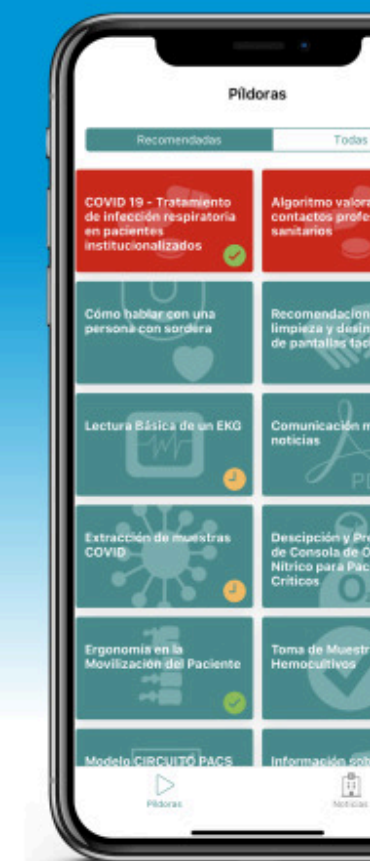 Píldoras
Recomendadas
Todas
COVID 19 - Tratamiento
de infección respiratoria
en pacientes
institucionalizados
Algoritmo valora
contactos profe
sanitarios
Cómo hablar con una
persona con sordera
Recomendacion
limpieza y desin
de pantallas fac
Lectura Básica de un EKG
Comunicación m
noticias
Extracción de muestras
COVID
Descipción y Pre
de Consola de Ó
Nítrico para Pac
Críticos
Ergonomía en la
Movilización del Paciente
Toma de Muestr
Hemocultivos
Modelo CIRCUITO PACS
Información sob
Píldoras
Noticias